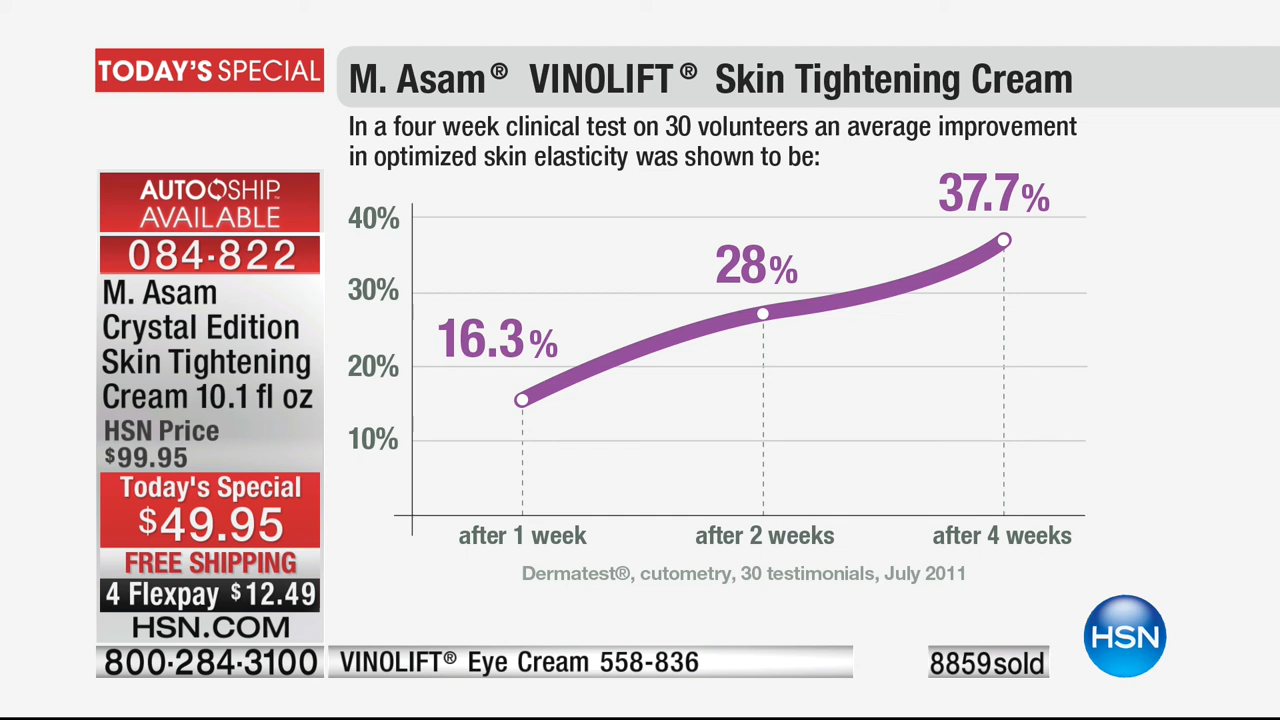 TODAY'S SPECIAL
M. Asam® VINOLIFT® Skin Tightening Cream
In a four week clinical test on 30 volunteers an average improvement
in optimized skin elasticity was shown to be:
AUTOSHIP™
AVAILABLE
084·822
M. Asam
Crystal Edition
Skin Tightening
Cream 10.1 fl oz
HSN Price
$99.95
Today's Special
$49.95
FREE SHIPPING
4 Flexpay $12.49
HSN.COM
800·284·3100
40%
30%
20%
10%
16.3%
28%
37.7%
after 1 week
after 2 weeks
after 4 weeks
Dermatest®, cutometry, 30 testimonials, July 2011
HSN
VINOLIFT® Eye Cream 558-836
8859sold